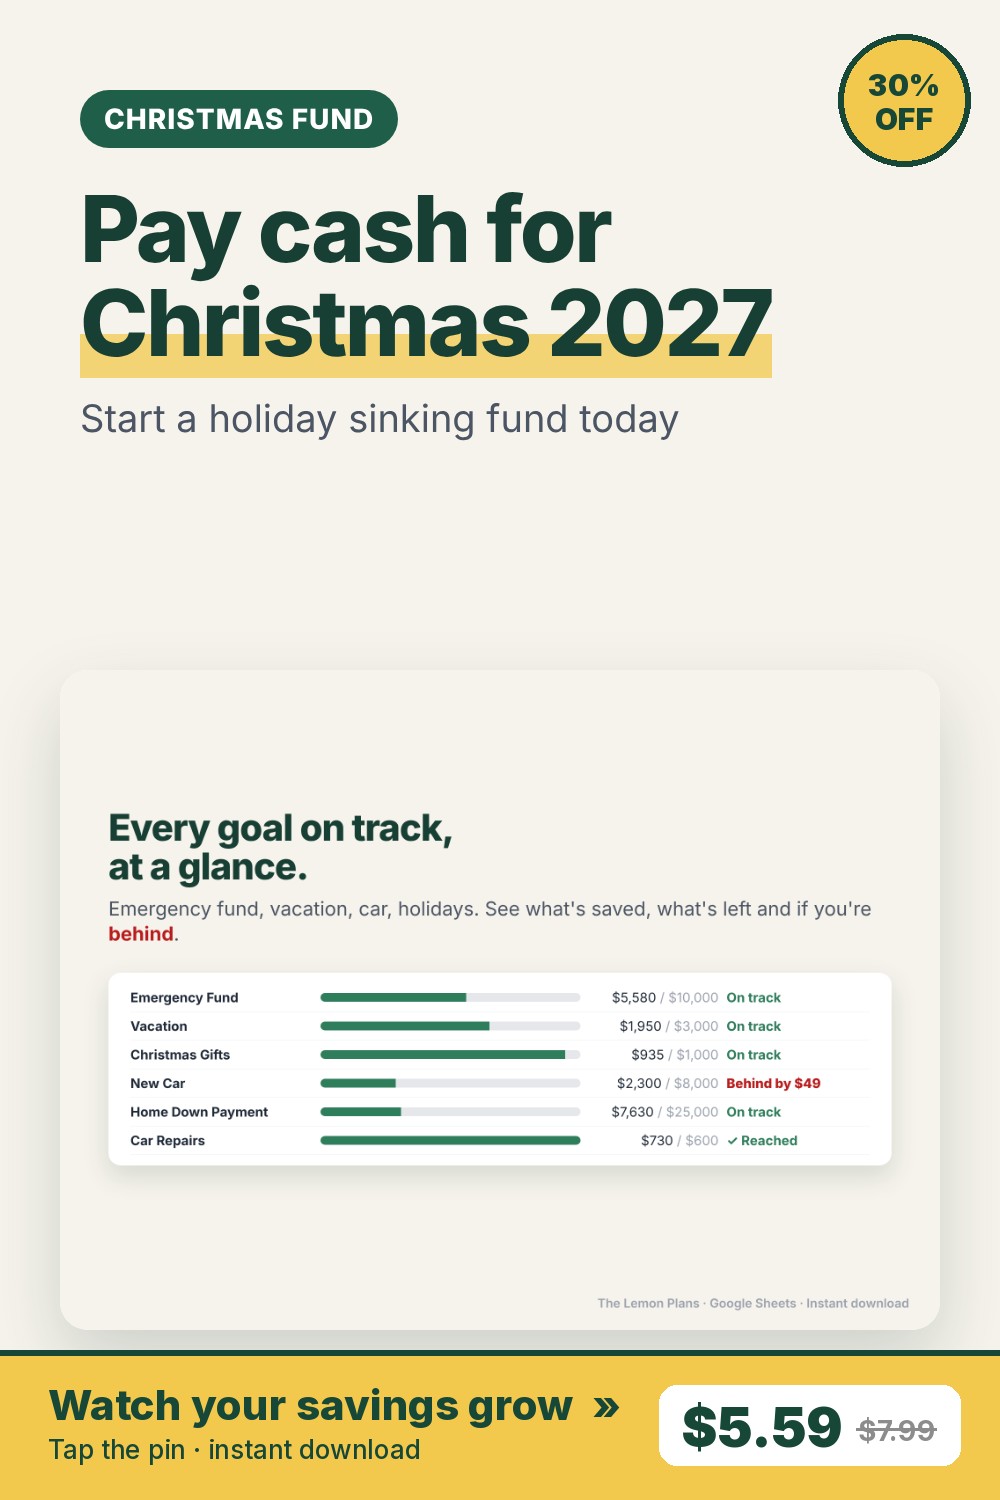 30%
OFF
CHRISTMAS FUND
Pay cash for
Christmas 2027
Start a holiday sinking fund today
Every goal on track,
at a glance.
Emergency fund, vacation, car, holidays. See what's saved, what's left and if you're
behind.
Emergency Fund $5,580 / $10,000 On track
Vacation $1,950 / $3,000 On track
Christmas Gifts $935 / $1,000 On track
New Car $2,300 / $8,000 Behind by $49
Home Down Payment $7,630 / $25,000 On track
Car Repairs $730 / $600 ✓ Reached
The Lemon Plans · Google Sheets · Instant download
Watch your savings grow »
Tap the pin · instant download
$5.59 $7.99